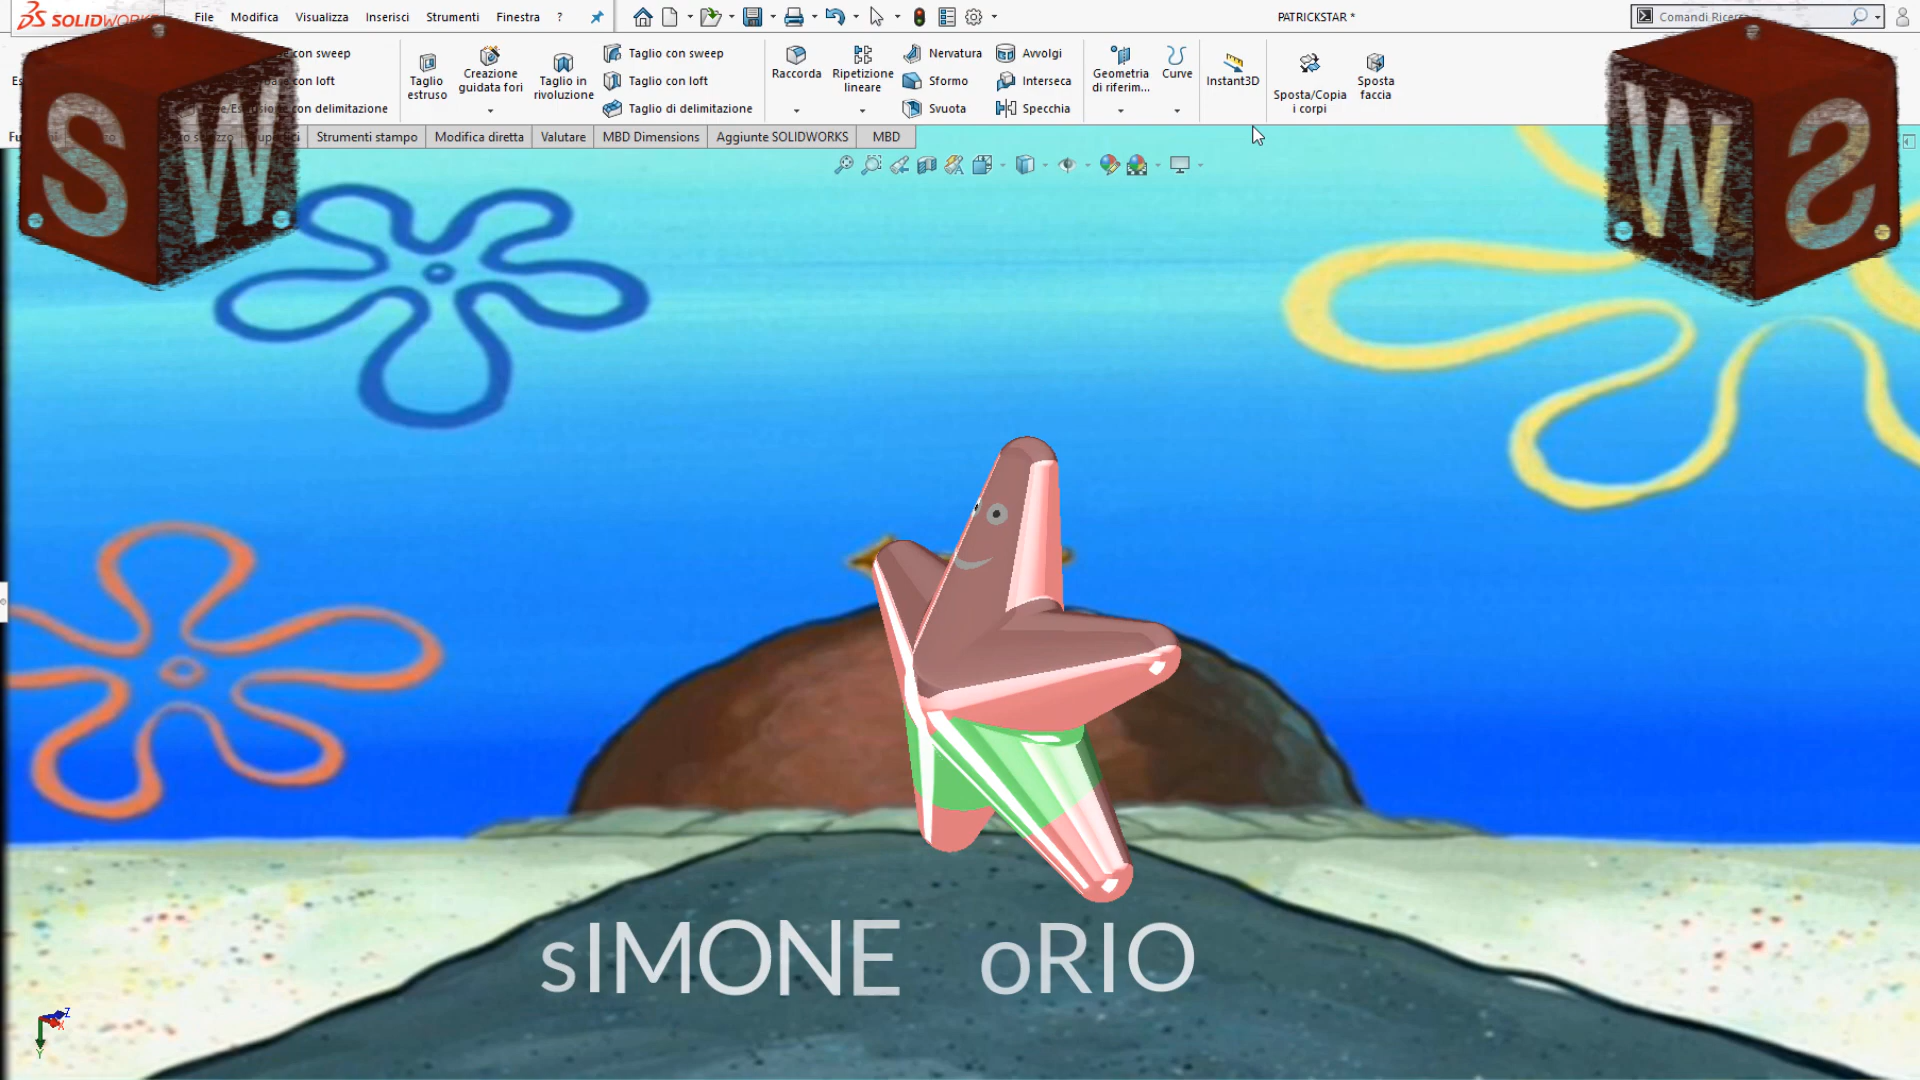 SOLIDWORKS File Modifica Visualizza Inserisci Strumenti Finestra ? PATRICKSTAR *
con sweep
con loft
con delimitazione
Taglio estruso
Creazione guidata fori
Taglio in rivoluzione
Taglio con sweep
Taglio con loft
Taglio di delimitazione
Raccorda
Ripetizione lineare
Nervatura
Sformo
Svuota
Avvolgi
Interseca
Specchia
Geometria di riferim...
Curve
Instant3D
Sposta/Copia i corpi
Sposta faccia
Strumenti stampo Modifica diretta Valutare MBD Dimensions Aggiunte SOLIDWORKS MBD
S W
W S
sIMONE oRIO
Z
X
Y